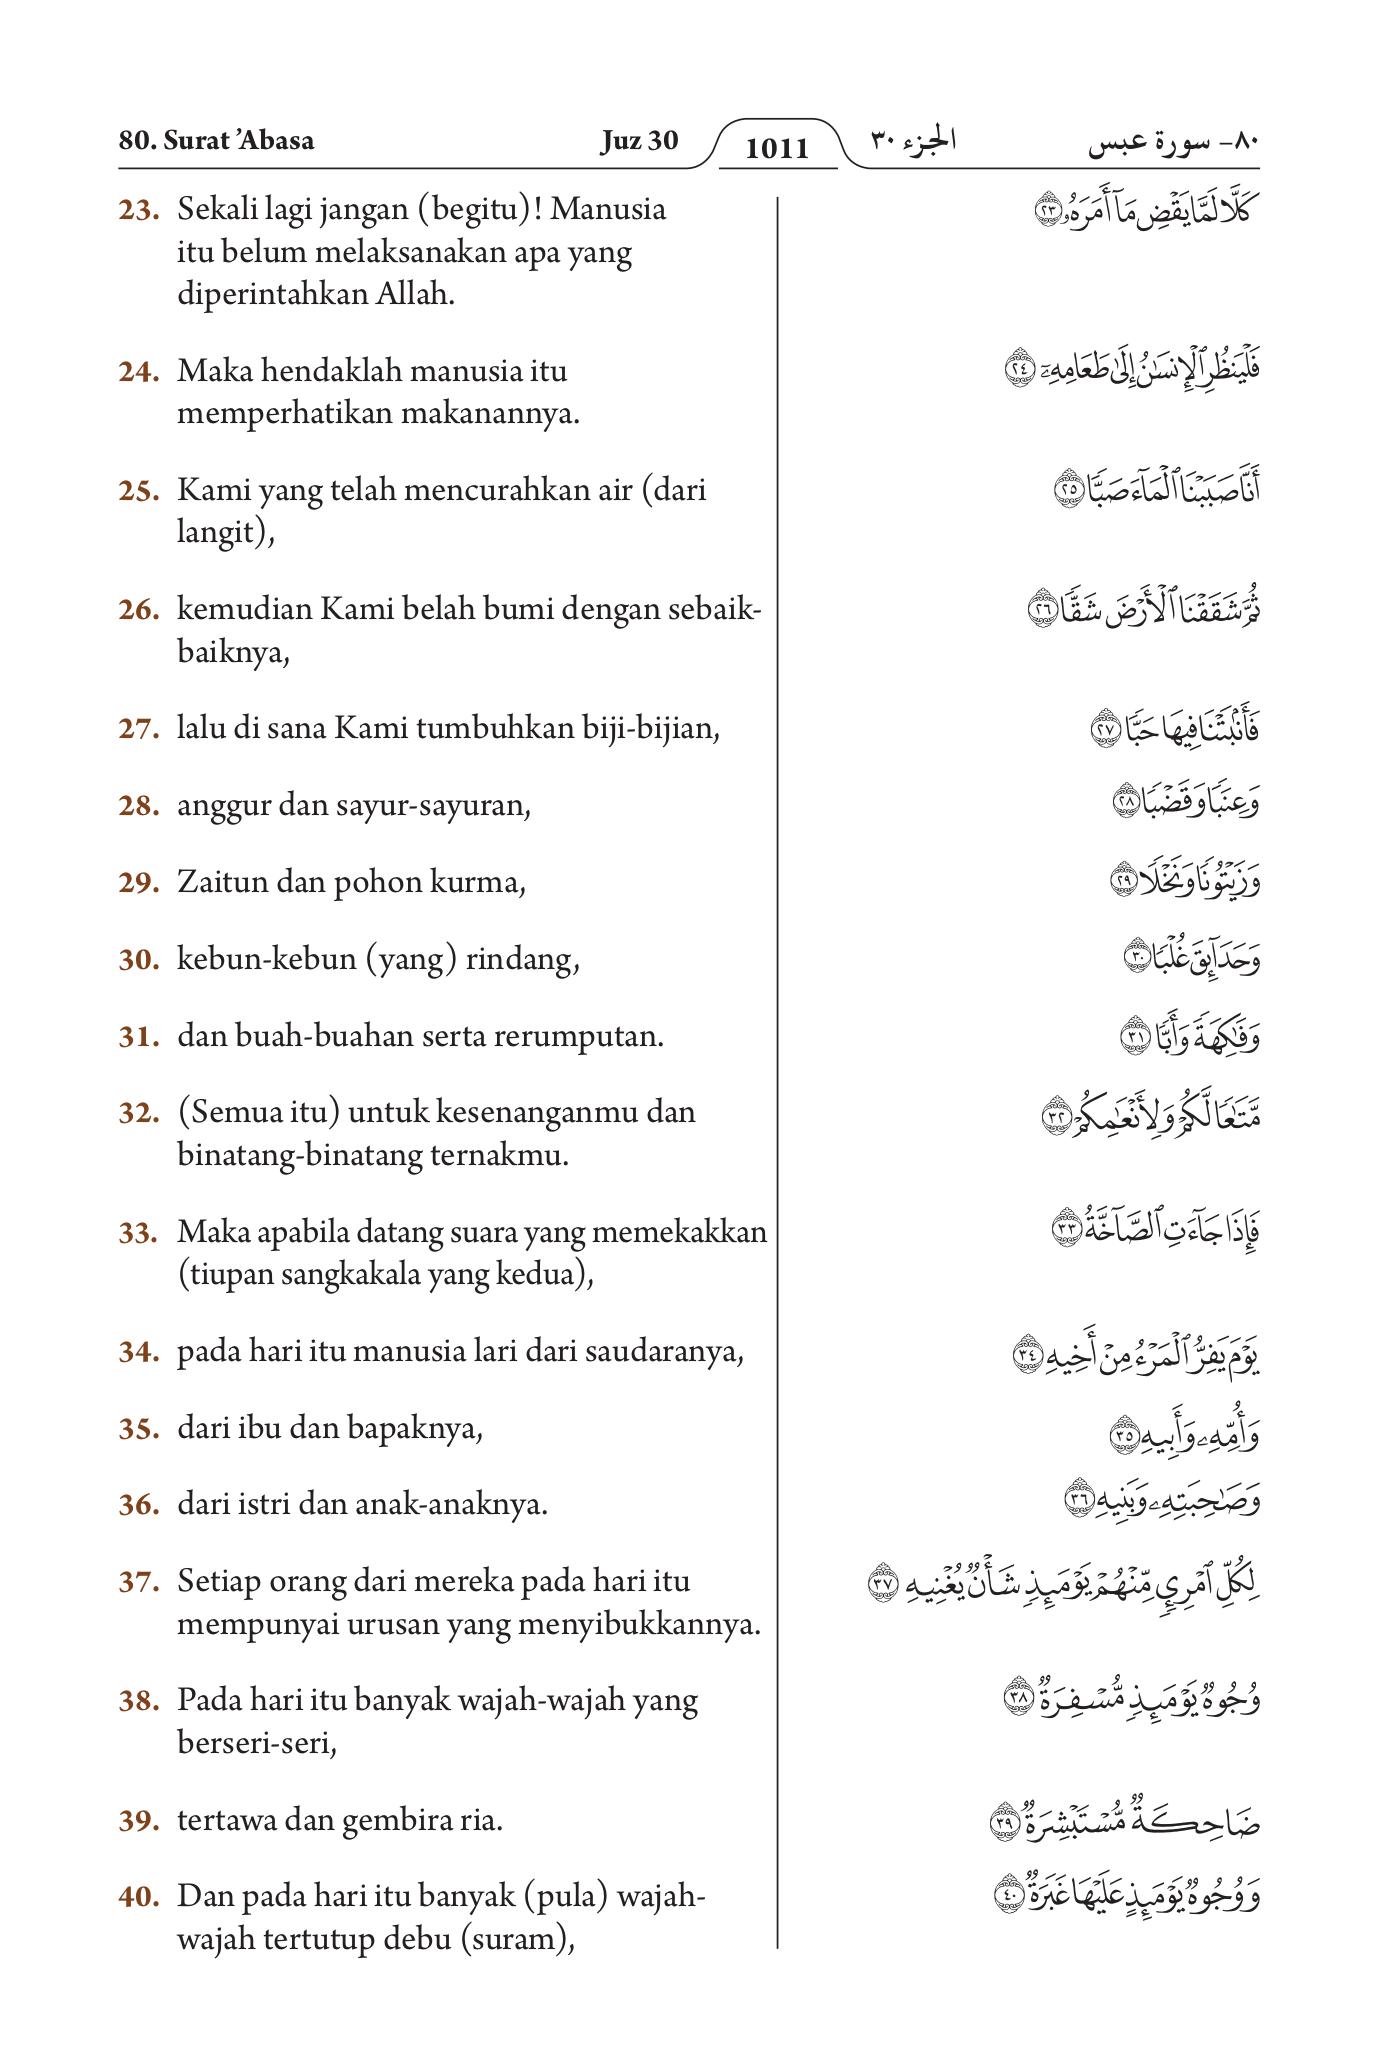 80. Surat ’Abasa
Juz 30
1011
الجزء ٣٠
٨٠- سورة عبس
23. Sekali lagi jangan (begitu)! Manusia
itu belum melaksanakan apa yang
diperintahkan Allah.
كَلَّا لَمَّا يَقْضِ مَآ أَمَرَهُۥ ٢٣
24. Maka hendaklah manusia itu
memperhatikan makanannya.
فَلْيَنظُرِ ٱلْإِنسَٰنُ إِلَىٰ طَعَامِهِۦٓ ٢٤
25. Kami yang telah mencurahkan air (dari
langit),
أَنَّا صَبَبْنَا ٱلْمَآءَ صَبًّا ٢٥
26. kemudian Kami belah bumi dengan sebaik-
baiknya,
ثُمَّ شَقَقْنَا ٱلْأَرْضَ شَقًّا ٢٦
27. lalu di sana Kami tumbuhkan biji-bijian,
فَأَنۢبَتْنَا فِيهَا حَبًّا ٢٧
28. anggur dan sayur-sayuran,
وَعِنَبًا وَقَضْبًا ٢٨
29. Zaitun dan pohon kurma,
وَزَيْتُونًا وَنَخْلًا ٢٩
30. kebun-kebun (yang) rindang,
وَحَدَآئِقَ غُلْبًا ٣٠
31. dan buah-buahan serta rerumputan.
وَفَٰكِهَةً وَأَبًّا ٣١
32. (Semua itu) untuk kesenanganmu dan
binatang-binatang ternakmu.
مَّتَٰعًا لَّكُمْ وَلِأَنْعَٰمِكُمْ ٣٢
33. Maka apabila datang suara yang memekakkan
(tiupan sangkakala yang kedua),
فَإِذَا جَآءَتِ ٱلصَّآخَّةُ ٣٣
34. pada hari itu manusia lari dari saudaranya,
يَوْمَ يَفِرُّ ٱلْمَرْءُ مِنْ أَخِيهِ ٣٤
35. dari ibu dan bapaknya,
وَأُمِّهِۦ وَأَبِيهِ ٣٥
36. dari istri dan anak-anaknya.
وَصَٰحِبَتِهِۦ وَبَنِيهِ ٣٦
37. Setiap orang dari mereka pada hari itu
mempunyai urusan yang menyibukkannya.
لِكُلِّ ٱمْرِئٍ مِّنْهُمْ يَوْمَئِذٍ شَأْنٌ يُغْنِيهِ ٣٧
38. Pada hari itu banyak wajah-wajah yang
berseri-seri,
وُجُوهٌ يَوْمَئِذٍ مُّسْفِرَةٌ ٣٨
39. tertawa dan gembira ria.
ضَاحِكَةٌ مُّسْتَبْشِرَةٌ ٣٩
40. Dan pada hari itu banyak (pula) wajah-
wajah tertutup debu (suram),
وَوُجُوهٌ يَوْمَئِذٍ عَلَيْهَا غَبَرَةٌ ٤٠